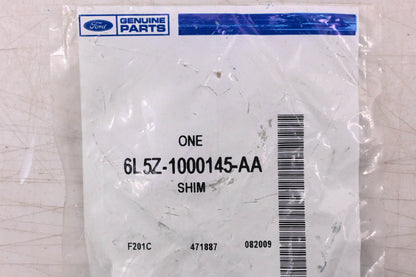 Ford
GENUINE
PARTS
ONE
6L5Z-1000145-AA
SHIM
F201C 471887 082009